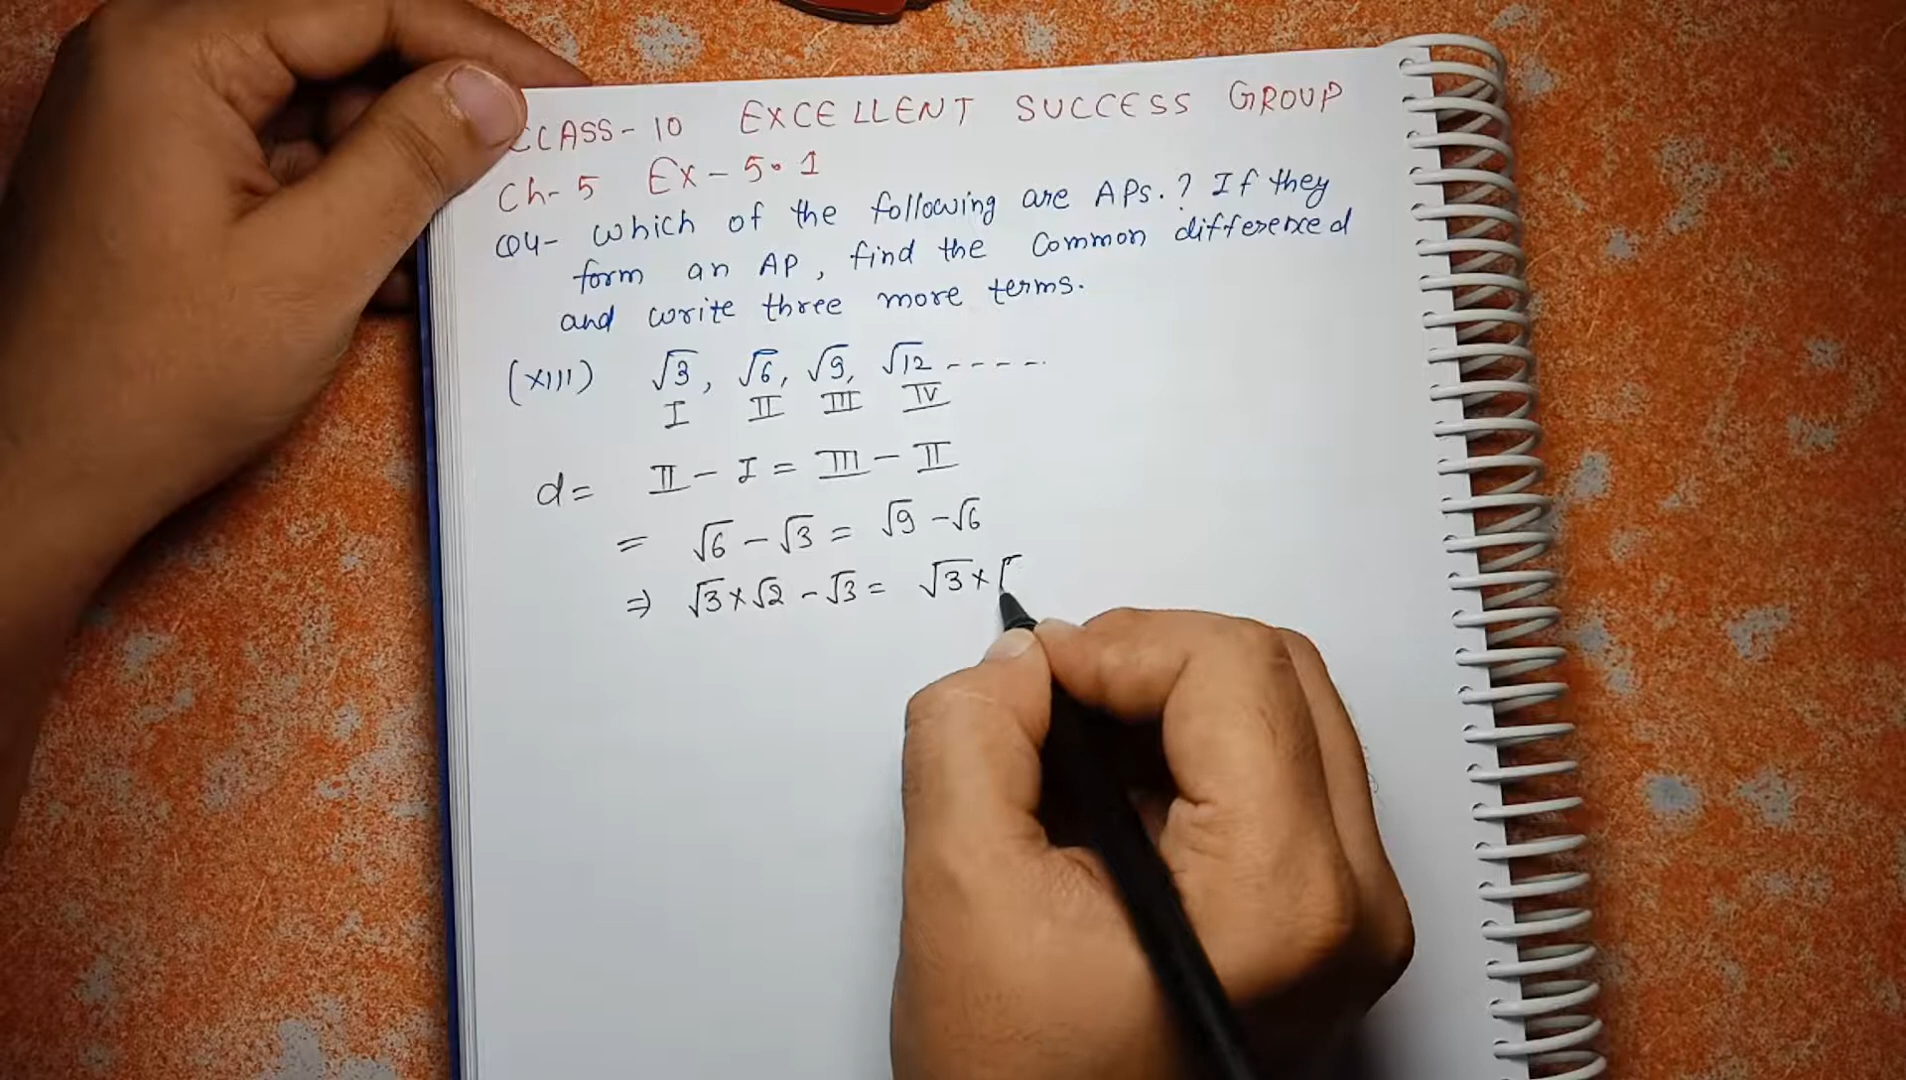 CLASS-10 EXCELLENT SUCCESS GROUP
Ch-5 Ex-5.1
Q4- Which of the following are APs.? If they
form an AP, find the Common difference d
and write three more terms.
(XIII) √3, √6, √9, √12 -----
I II III IV
d= II - I = III - II
= √6 - √3 = √9 - √6
⇒ √3 × √2 - √3 = √3 × √